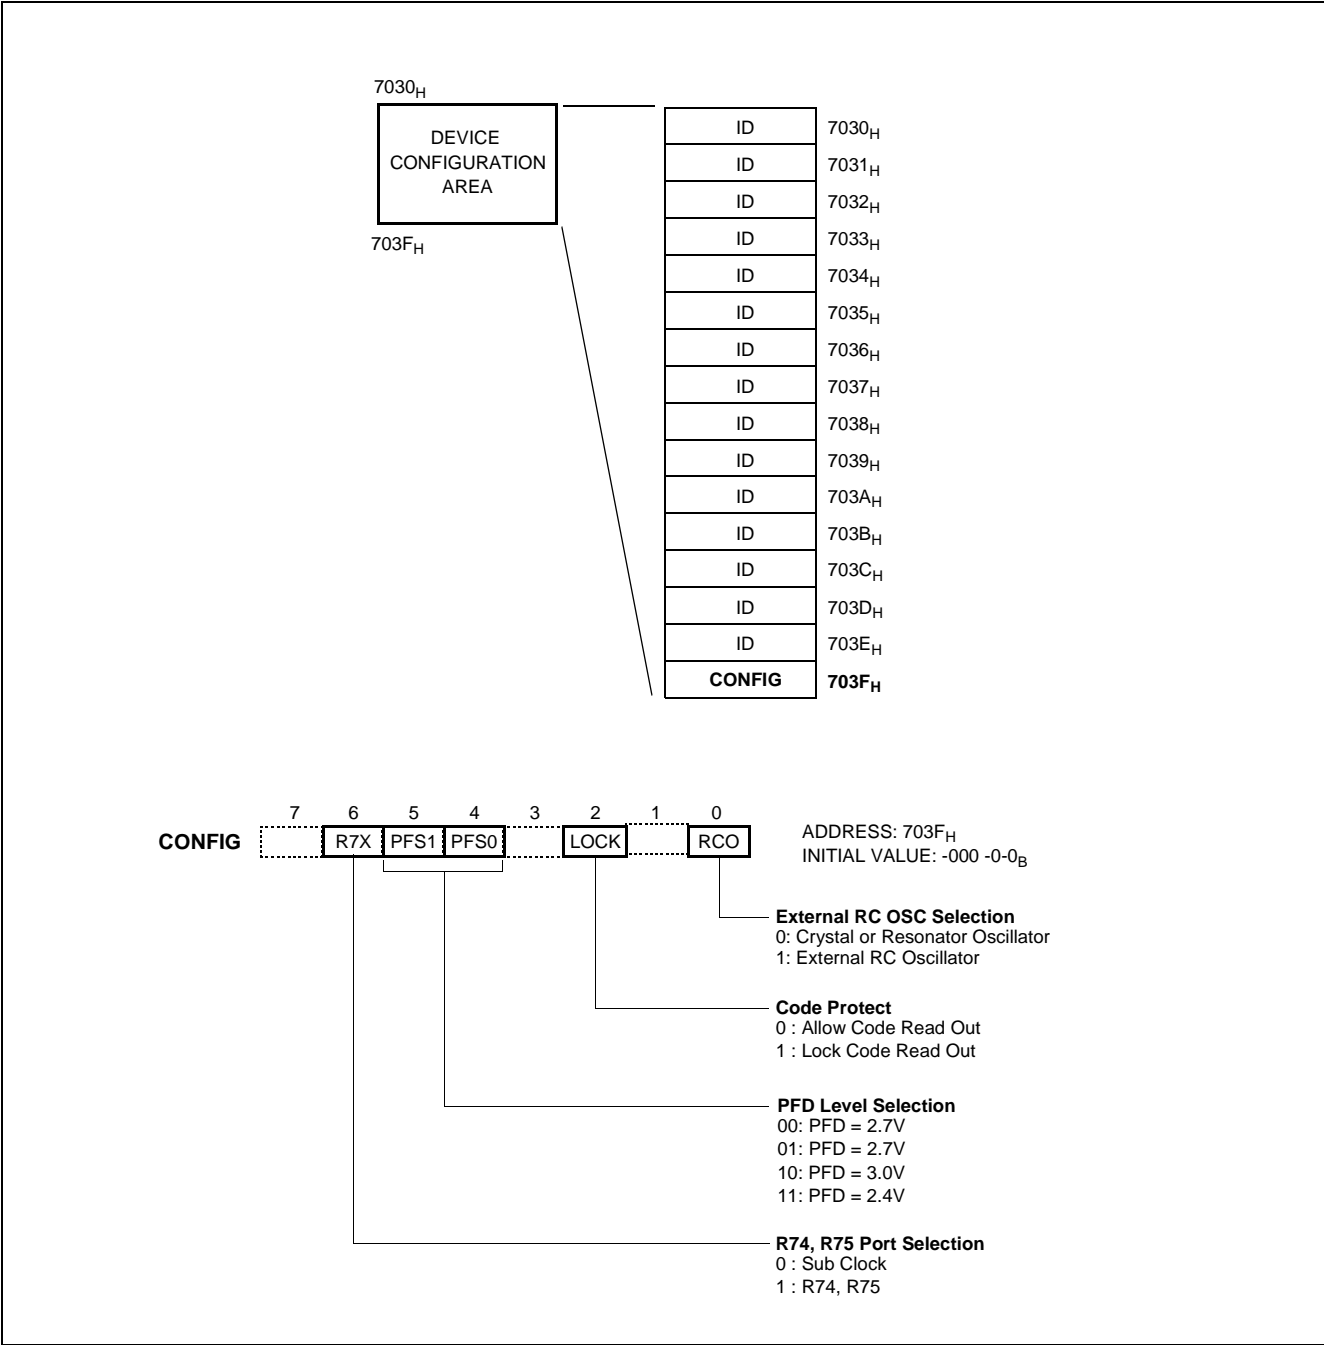 7030H
DEVICE
CONFIGURATION
AREA
703FH
ID 7030H
ID 7031H
ID 7032H
ID 7033H
ID 7034H
ID 7035H
ID 7036H
ID 7037H
ID 7038H
ID 7039H
ID 703AH
ID 703BH
ID 703CH
ID 703DH
ID 703EH
CONFIG 703FH
7 6 5 4 3 2 1 0
CONFIG R7X PFS1 PFS0 LOCK RCO
ADDRESS: 703FH
INITIAL VALUE: -000 -0-0B
External RC OSC Selection
0: Crystal or Resonator Oscillator
1: External RC Oscillator
Code Protect
0 : Allow Code Read Out
1 : Lock Code Read Out
PFD Level Selection
00: PFD = 2.7V
01: PFD = 2.7V
10: PFD = 3.0V
11: PFD = 2.4V
R74, R75 Port Selection
0 : Sub Clock
1 : R74, R75